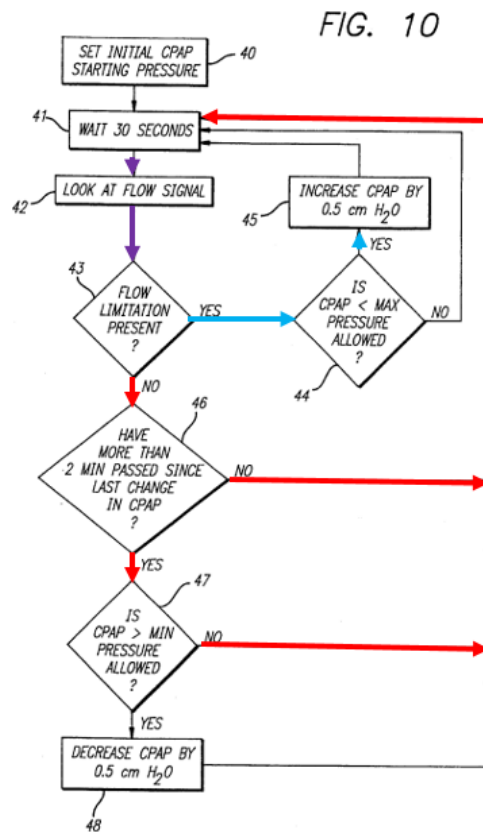 FIG. 10
SET INITIAL CPAP
STARTING PRESSURE
40
41
WAIT 30 SECONDS
LOOK AT FLOW SIGNAL
42
INCREASE CPAP BY
0.5 cm H2O
45
YES
43
FLOW
LIMITATION
PRESENT
?
YES
IS
CPAP < MAX
PRESSURE
ALLOWED
?
NO
44
NO
46
HAVE
MORE THAN
2 MIN PASSED SINCE
LAST CHANGE
IN CPAP
?
NO
YES
47
IS
CPAP > MIN
PRESSURE
ALLOWED
?
NO
YES
DECREASE CPAP BY
0.5 cm H2O
48